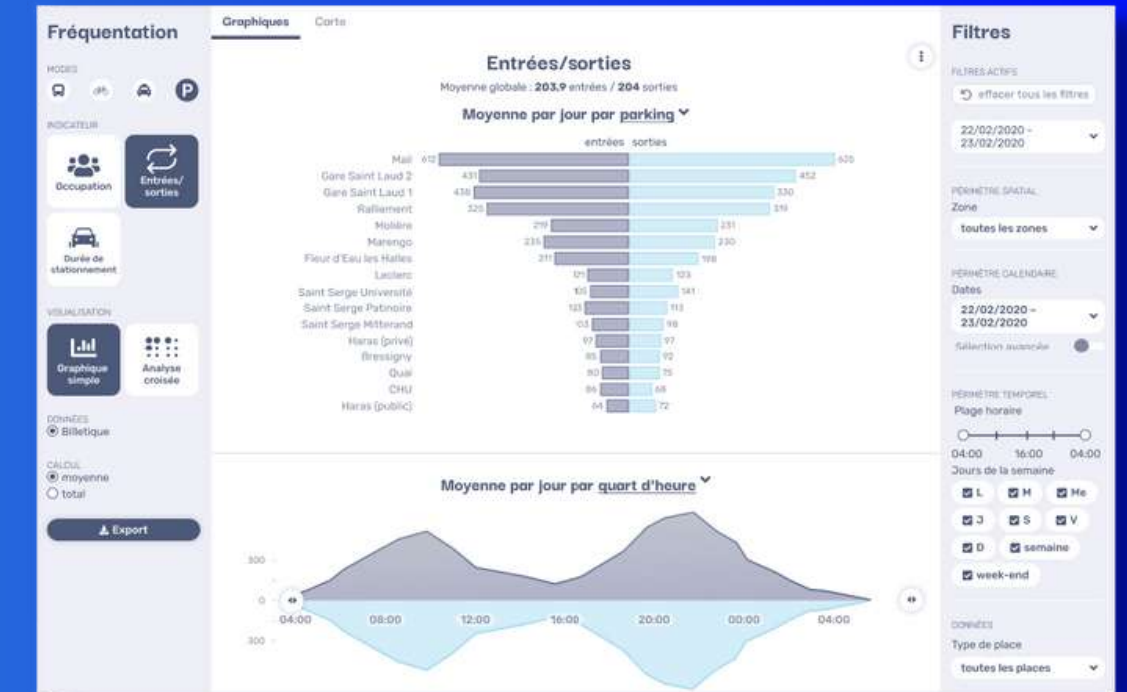 Fréquentation
MODES
P
INDICATEUR
Occupation
Entrées/
sorties
Durée de
stationnement
VISUALISATION
Graphique
simple
Analyse
croisée
DONNÉES
Billetique
CALCUL
moyenne
total
Export
Graphiques Carte
Entrées/sorties
Moyenne globale : 203,9 entrées / 204 sorties
Moyenne par jour par parking
entrées sorties
Mail 612 635
Gare Saint Laud 2 431 452
Gare Saint Laud 1 438 330
Ralliement 325 319
Molière 219 231
Marengo 235 230
Fleur d'Eau les Halles 211 198
Leclerc 121 123
Saint Serge Université 105 141
Saint Serge Patinoire 123 113
Saint Serge Mitterand 103 98
Haras (privé) 97 97
Bressigny 85 92
Quai 80 75
CHU 86 68
Haras (public) 64 72
Moyenne par jour par quart d'heure
300
0
300
04:00 08:00 12:00 16:00 20:00 00:00 04:00
Filtres
FILTRES ACTIFS
effacer tous les filtres
22/02/2020 -
23/02/2020
PÉRIMÈTRE SPATIAL
Zone
toutes les zones
PÉRIMÈTRE CALENDAIRE
Dates
22/02/2020 -
23/02/2020
Sélection avancée
PÉRIMÈTRE TEMPOREL
Plage horaire
04:00 16:00 04:00
Jours de la semaine
L M Me
J S V
D semaine
week-end
DONNÉES
Type de place
toutes les places